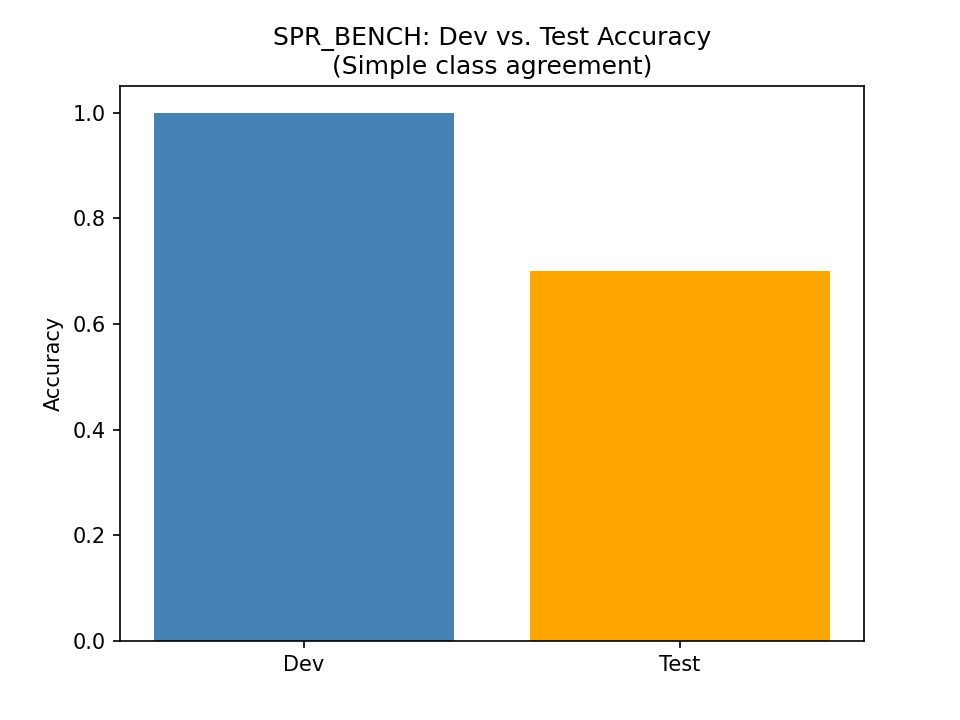 SPR_BENCH: Dev vs. Test Accuracy
(Simple class agreement)
Accuracy
1.0
0.8
0.6
0.4
0.2
0.0
Dev
Test